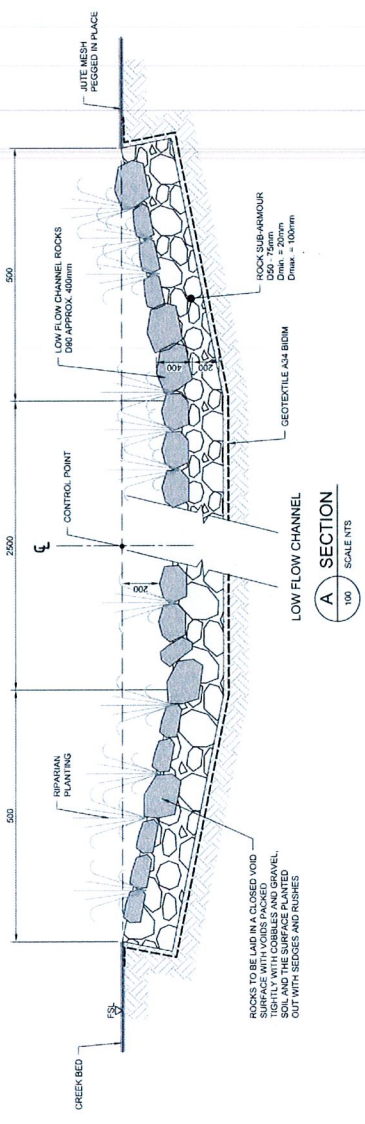 500
2500
500
CREEK BED
FSL
RIPARIAN
PLANTING
℄
CONTROL POINT
LOW FLOW CHANNEL ROCKS
D90 APPROX. 400mm
JUTE MESH
PEGGED IN PLACE
200
400
200
ROCKS TO BE LAID IN A CLOSED VOID
SURFACE WITH VOIDS PACKED
TIGHTLY WITH COBBLES AND GRAVEL,
SOIL AND THE SURFACE PLANTED
OUT WITH SEDGES AND RUSHES
GEOTEXTILE A34 BIDIM
ROCK SUB-ARMOUR
D50 - 75mm
Dmin. = 20mm
Dmax. = 100mm
LOW FLOW CHANNEL
A SECTION
100 SCALE NTS